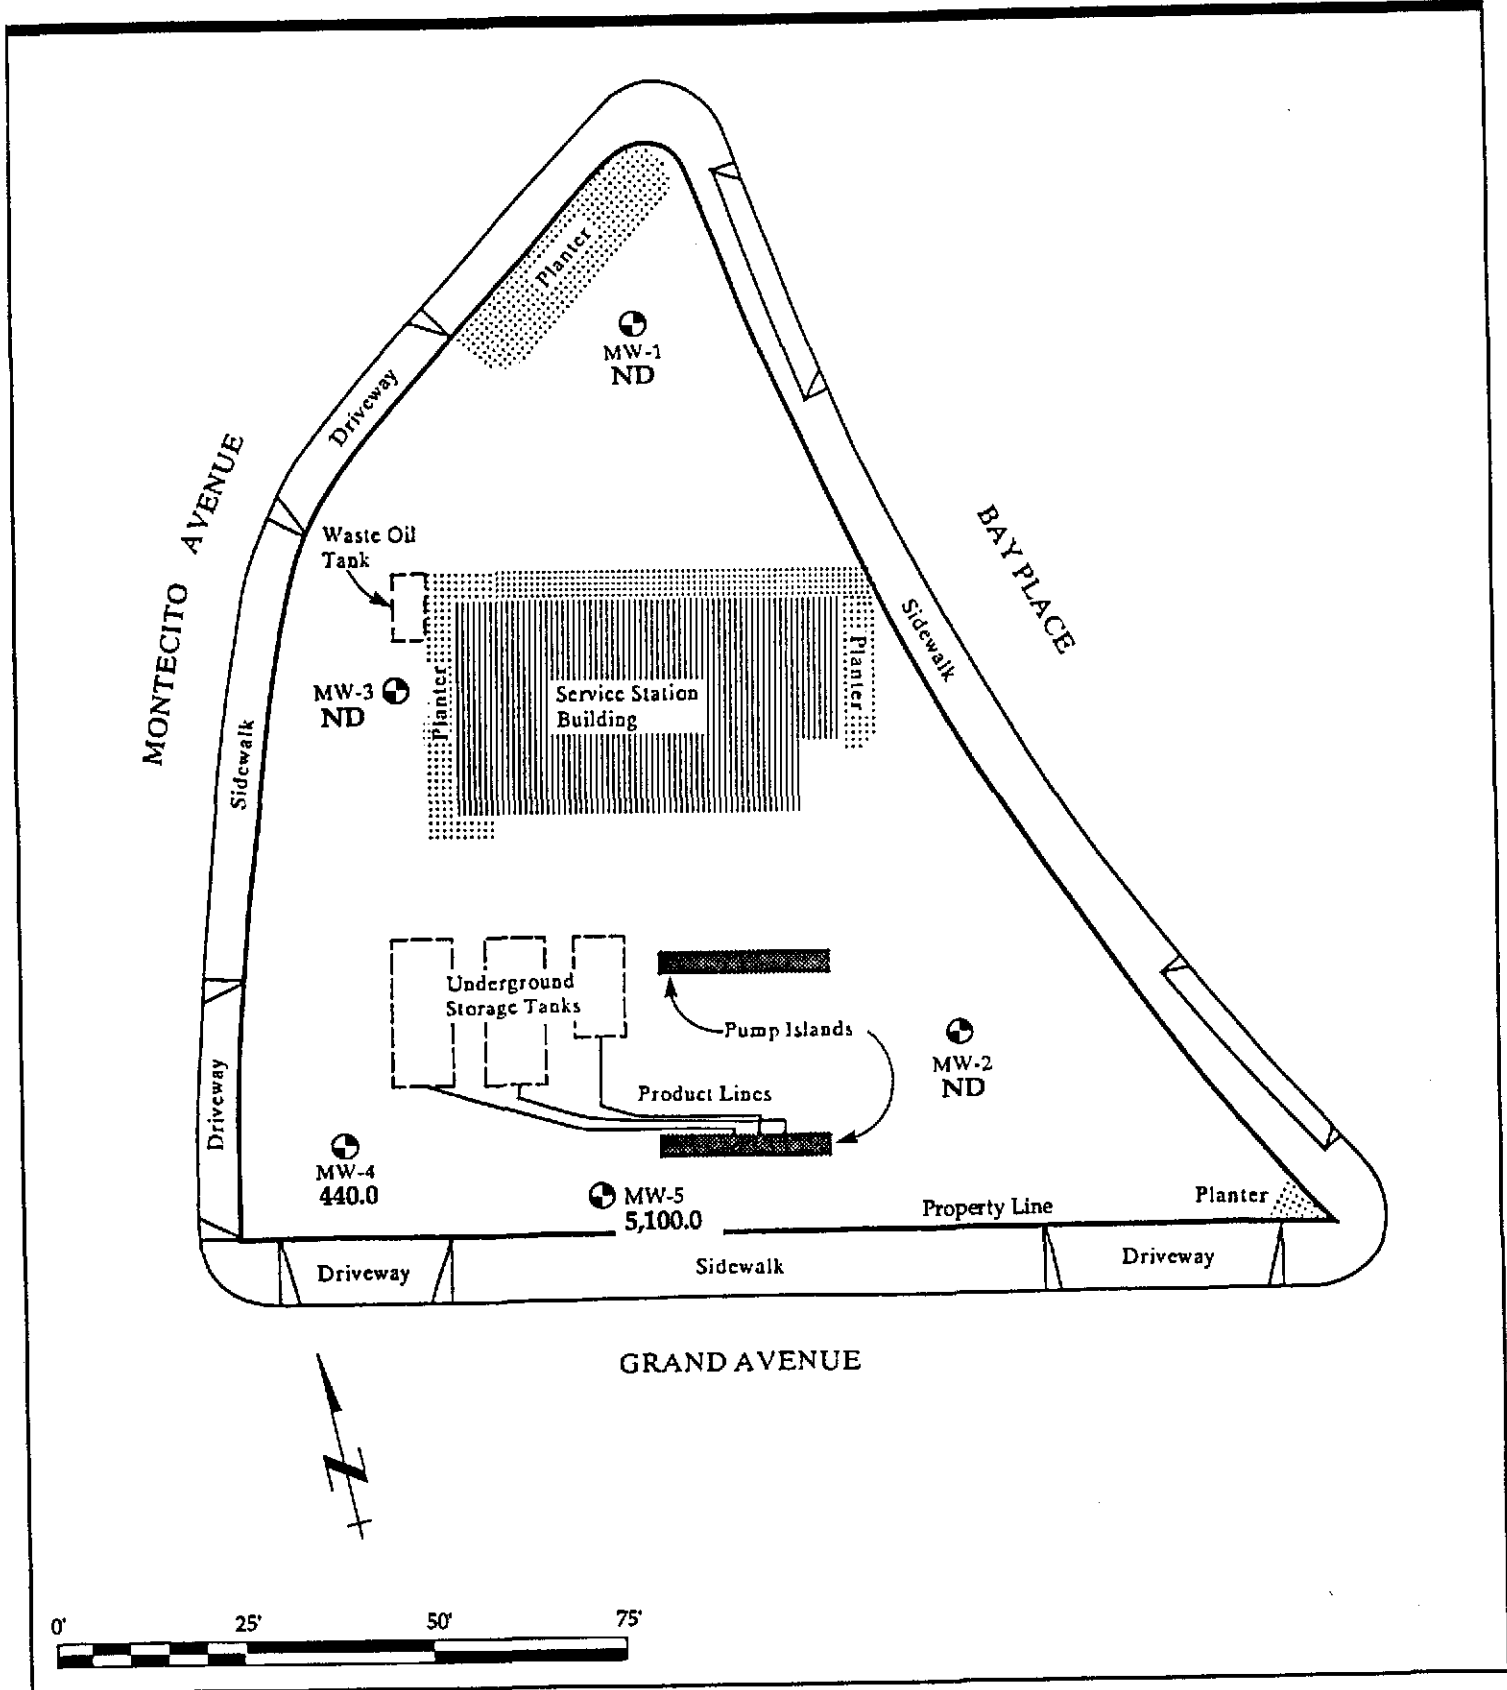 Planter
MW-1
ND
Driveway
MONTECITO AVENUE
BAY PLACE
Waste Oil
Tank
Sidewalk
Planter
Planter
Service Station
Building
MW-3
ND
Sidewalk
Underground
Storage Tanks
Pump Islands
MW-2
ND
Product Lines
Driveway
MW-4
440.0
MW-5
5,100.0
Property Line
Planter
Driveway
Sidewalk
Driveway
GRAND AVENUE
N
0' 25' 50' 75'